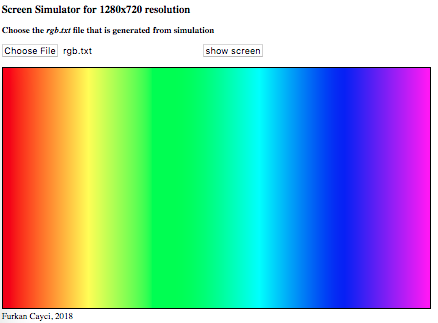 Screen Simulator for 1280x720 resolution
Choose the rgb.txt file that is generated from simulation
Choose File rgb.txt show screen
Furkan Cayci, 2018